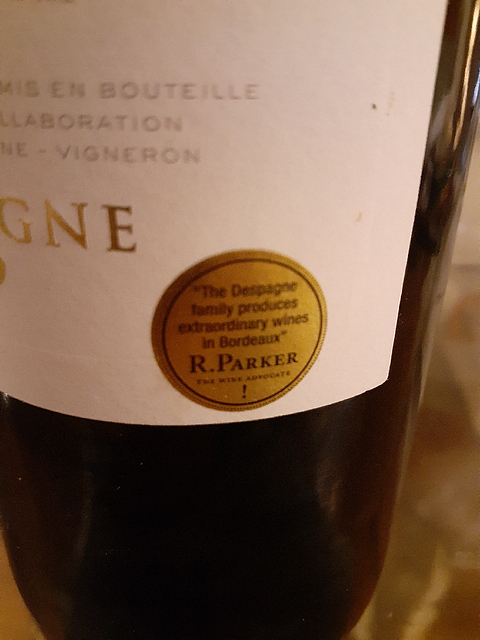 MIS EN BOUTEILLE
LLABORATION
NE - VIGNERON
GNE
"The Despagne
family produces
extraordinary wines
in Bordeaux"
R.PARKER
THE WINE ADVOCATE
!